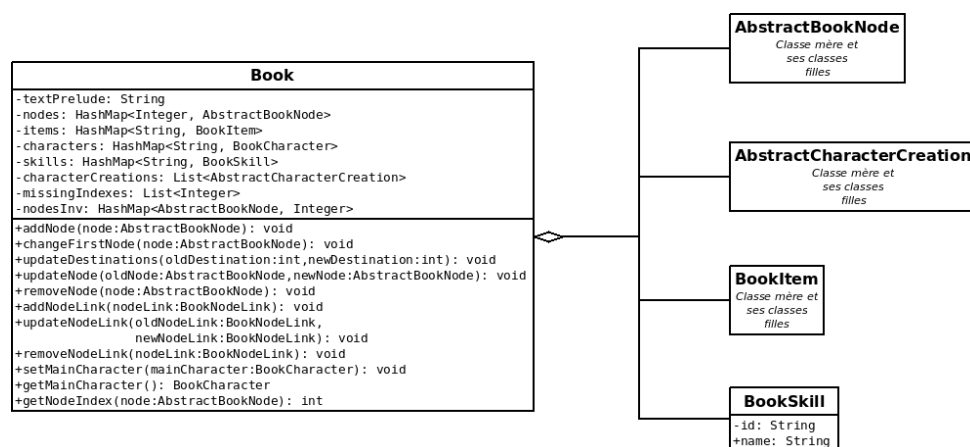 Book
-textPrelude: String
-nodes: HashMap<Integer, AbstractBookNode>
-items: HashMap<String, BookItem>
-characters: HashMap<String, BookCharacter>
-skills: HashMap<String, BookSkill>
-characterCreations: List<AbstractCharacterCreation>
-missingIndexes: List<Integer>
-nodesInv: HashMap<AbstractBookNode, Integer>
+addNode(node:AbstractBookNode): void
+changeFirstNode(node:AbstractBookNode): void
+updateDestinations(oldDestination:int,newDestination:int): void
+updateNode(oldNode:AbstractBookNode,newNode:AbstractBookNode): void
+removeNode(node:AbstractBookNode): void
+addNodeLink(nodeLink:BookNodeLink): void
+updateNodeLink(oldNodeLink:BookNodeLink,
newNodeLink:BookNodeLink): void
+removeNodeLink(nodeLink:BookNodeLink): void
+setMainCharacter(mainCharacter:BookCharacter): void
+getMainCharacter(): BookCharacter
+getNodeIndex(node:AbstractBookNode): int
AbstractBookNode
Classe mère et
ses classes
filles
AbstractCharacterCreation
Classe mère et
ses classes
filles
BookItem
Classe mère et
ses classes
filles
BookSkill
-id: String
+name: String